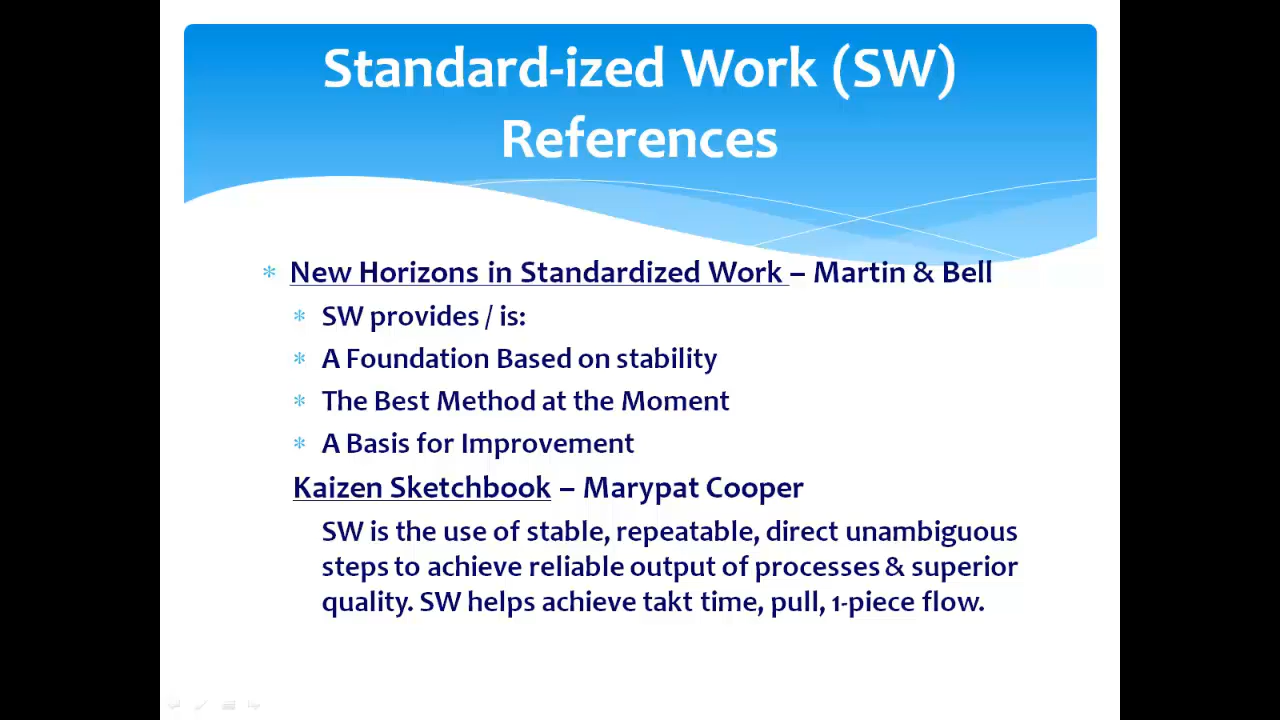 Standard-ized Work (SW)
References
* New Horizons in Standardized Work – Martin & Bell
* SW provides / is:
* A Foundation Based on stability
* The Best Method at the Moment
* A Basis for Improvement
Kaizen Sketchbook – Marypat Cooper
SW is the use of stable, repeatable, direct unambiguous
steps to achieve reliable output of processes & superior
quality. SW helps achieve takt time, pull, 1-piece flow.